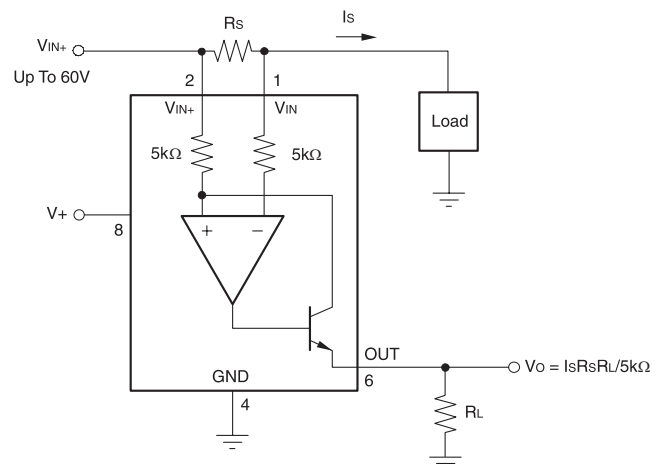 RS
IS
VIN+
Up To 60V
2
1
VIN+
VIN
5kΩ
5kΩ
Load
V+
8
+
−
OUT
6
VO = ISRSRL/5kΩ
GND
4
RL